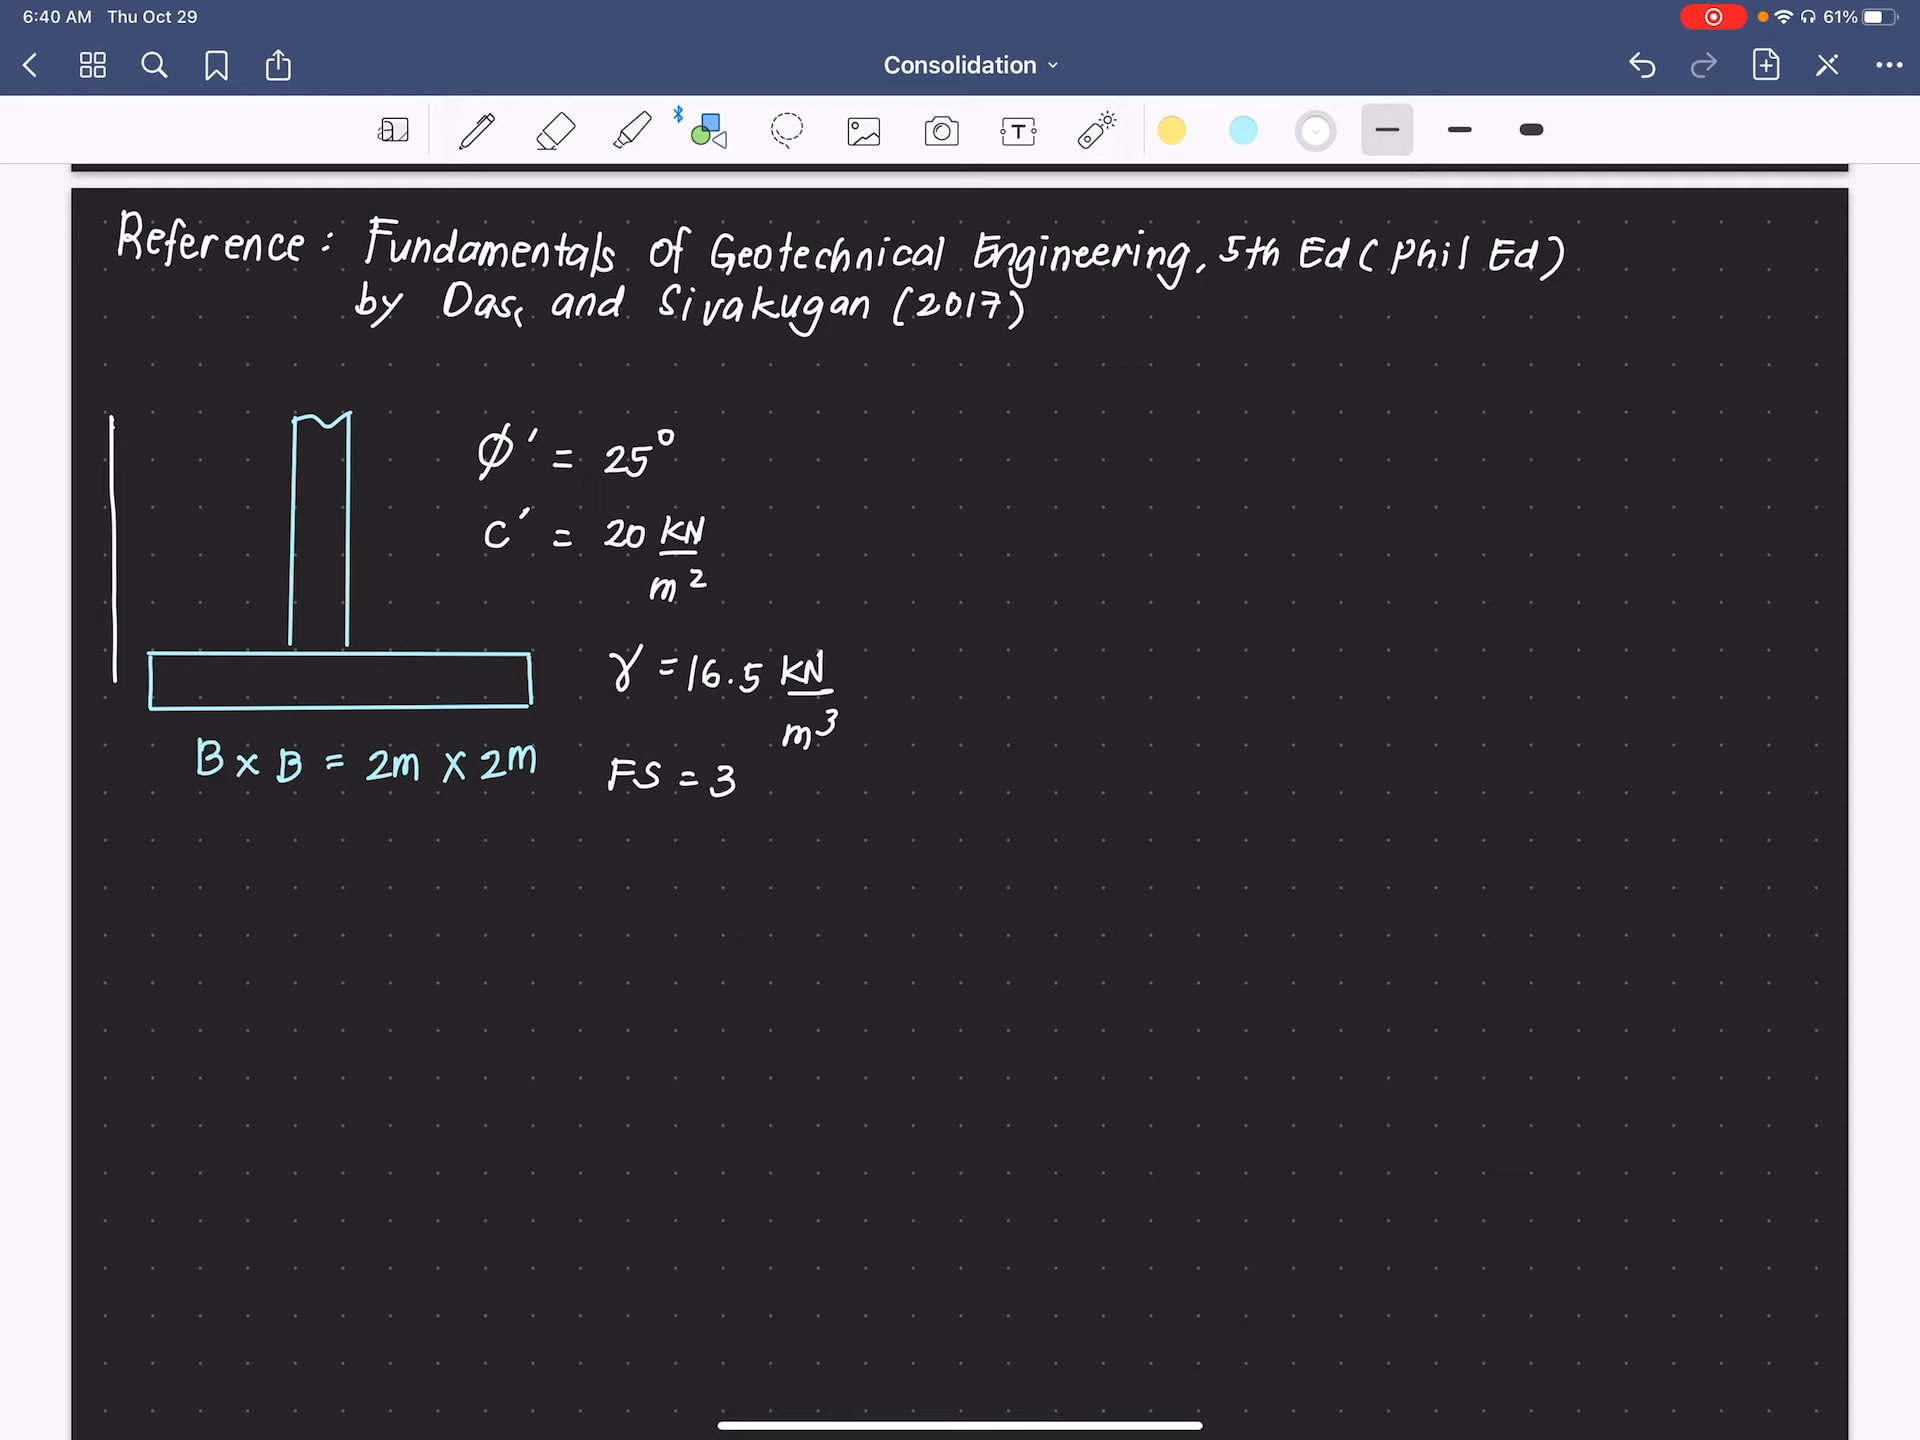 6:40 AM Thu Oct 29
61%
Consolidation
T
Reference: Fundamentals of Geotechnical Engineering, 5th Ed (Phil Ed)
by Das, and Sivakugan (2017)
φ' = 25°
c' = 20 KN/m²
γ = 16.5 KN/m³
B x B = 2m x 2m
FS = 3